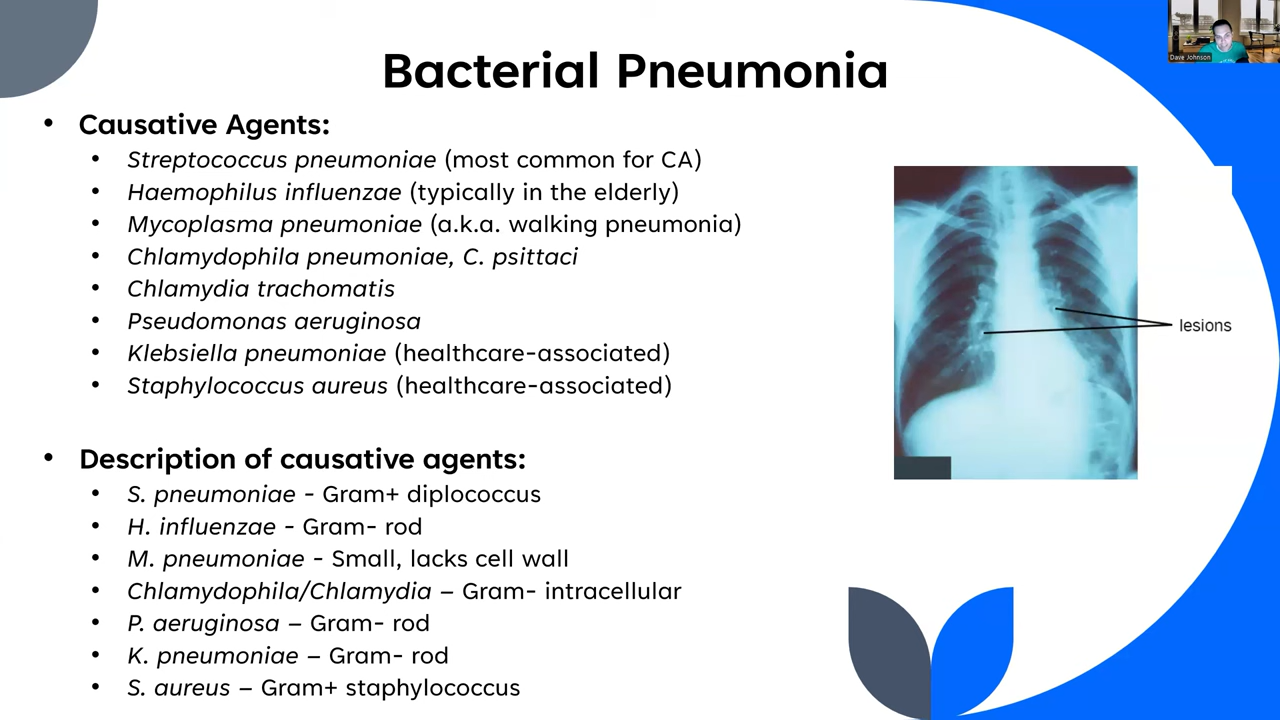 Bacterial Pneumonia
Dave Johnson
• Causative Agents:
• Streptococcus pneumoniae (most common for CA)
• Haemophilus influenzae (typically in the elderly)
• Mycoplasma pneumoniae (a.k.a. walking pneumonia)
• Chlamydophila pneumoniae, C. psittaci
• Chlamydia trachomatis
• Pseudomonas aeruginosa
• Klebsiella pneumoniae (healthcare-associated)
• Staphylococcus aureus (healthcare-associated)
lesions
• Description of causative agents:
• S. pneumoniae - Gram+ diplococcus
• H. influenzae - Gram- rod
• M. pneumoniae - Small, lacks cell wall
• Chlamydophila/Chlamydia – Gram- intracellular
• P. aeruginosa – Gram- rod
• K. pneumoniae – Gram- rod
• S. aureus – Gram+ staphylococcus